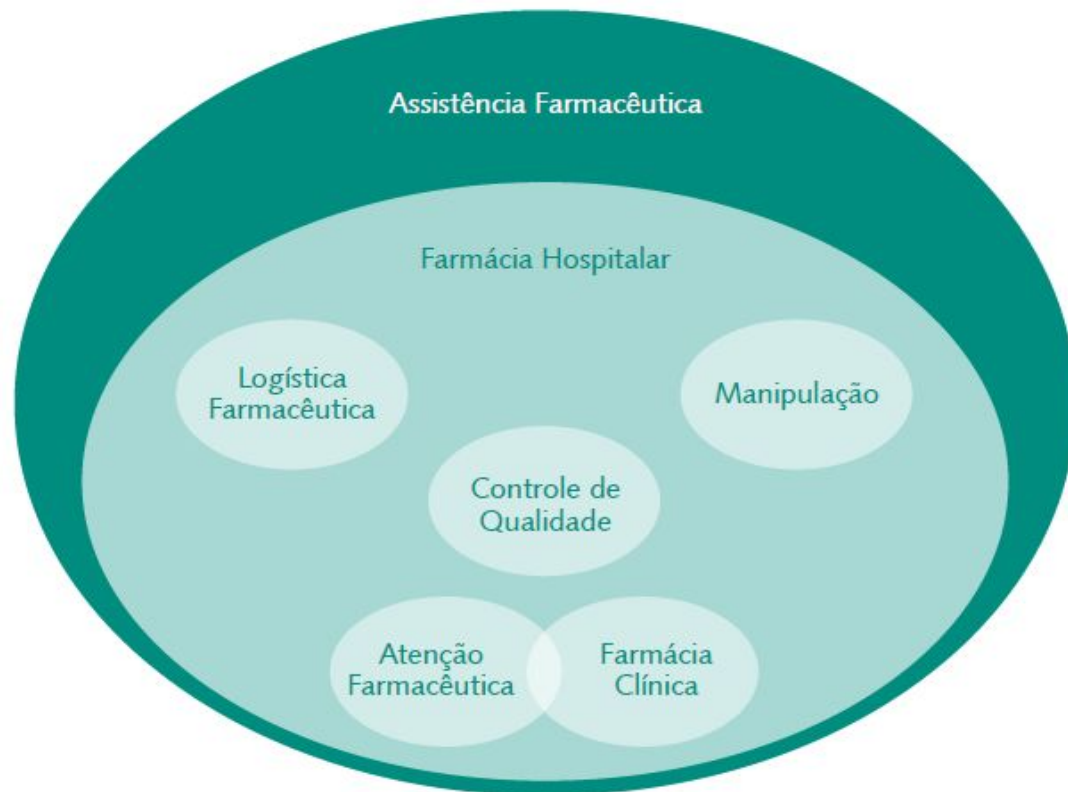 Assistência Farmacêutica
Farmácia Hospitalar
Logística
Farmacêutica
Manipulação
Controle de
Qualidade
Atenção
Farmacêutica
Farmácia
Clínica